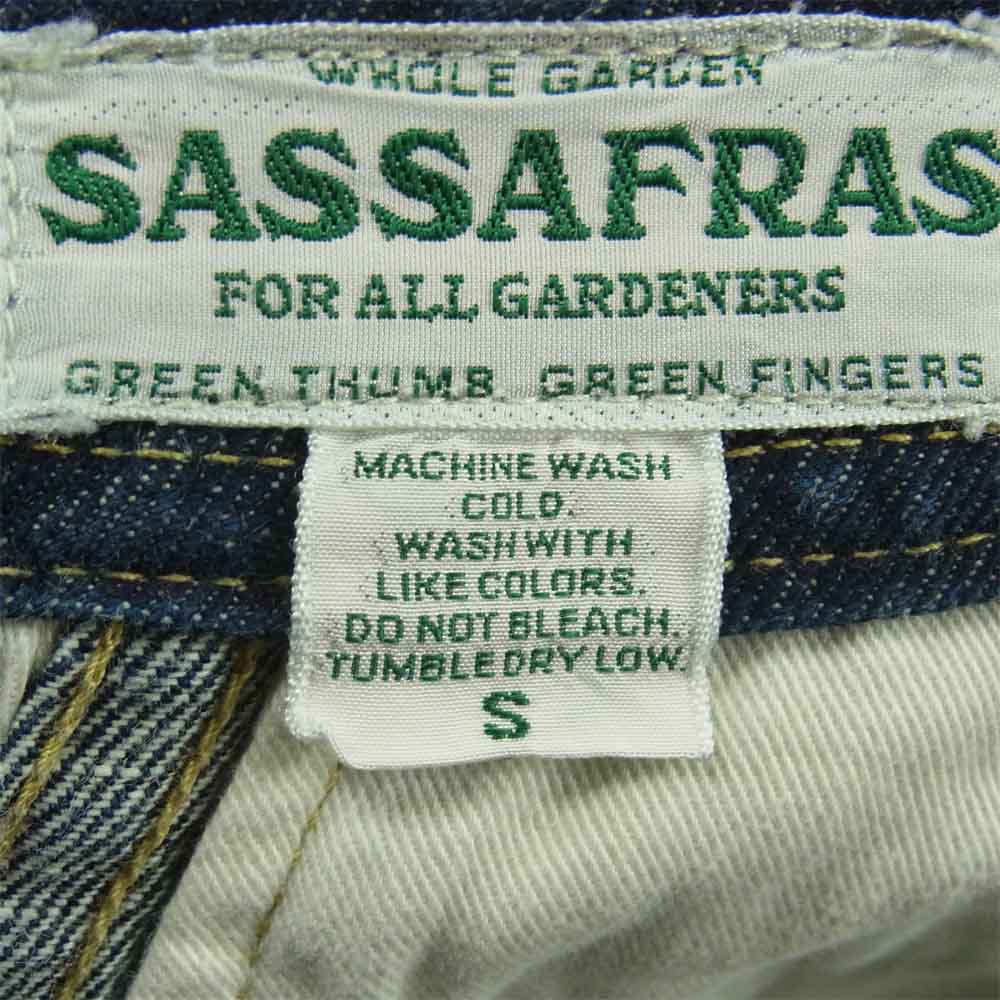 WHOLE GARDEN
SASSAFRAS
FOR ALL GARDENERS
GREEN THUMB GREEN FINGERS
MACHINE WASH
COLD.
WASH WITH
LIKE COLORS.
DO NOT BLEACH.
TUMBLE DRY LOW.
S